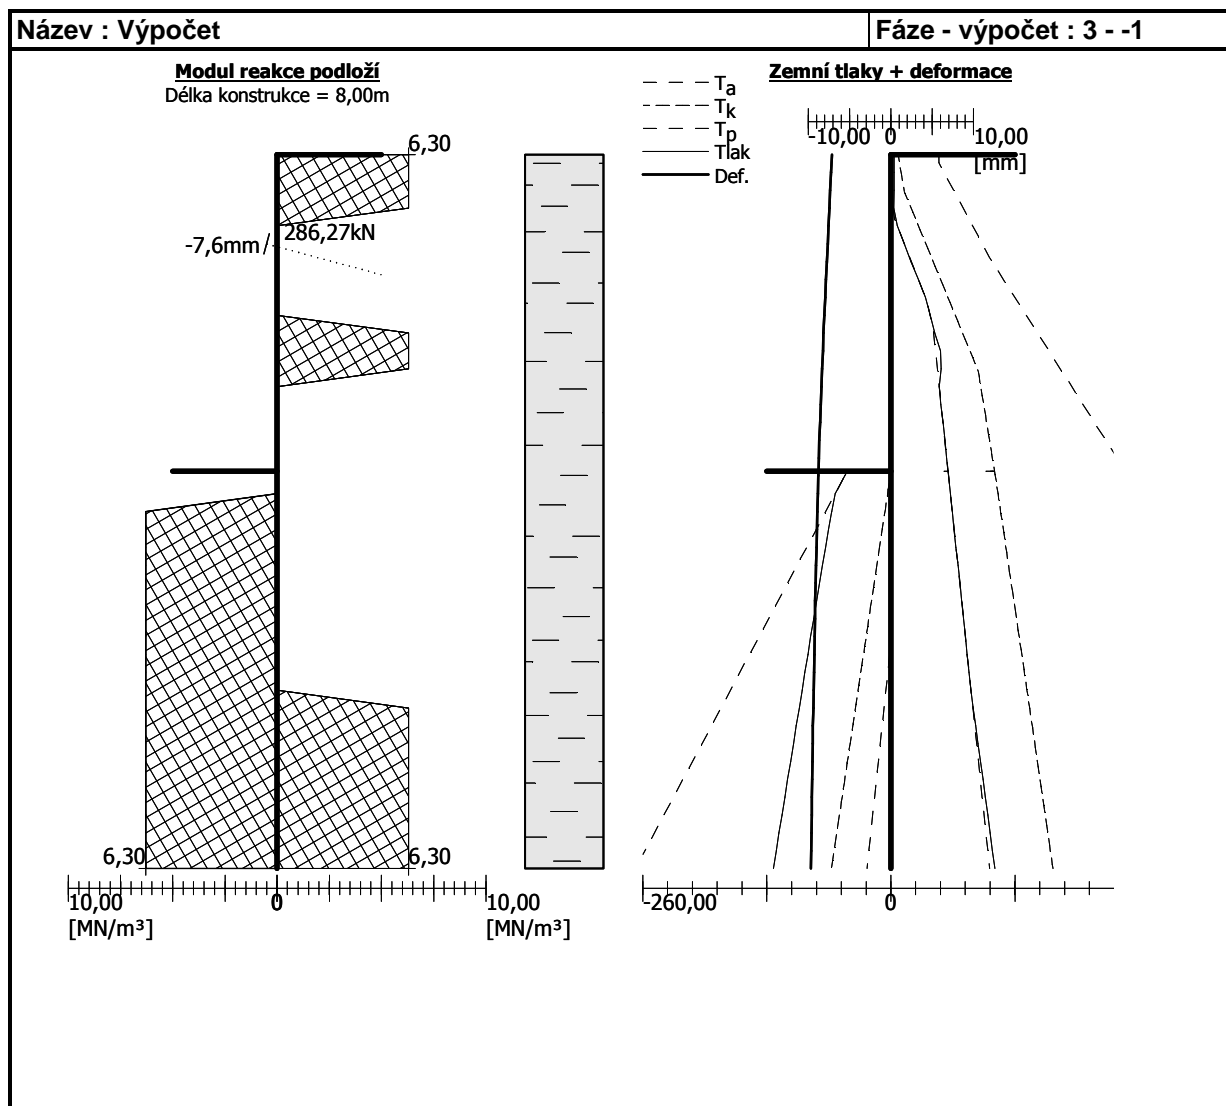 Název : Výpočet
Fáze - výpočet : 3 - -1
Modul reakce podloží
Délka konstrukce = 8,00m
Zemní tlaky + deformace
Ta
Tk
Tp
Tlak
Def.
-10,00
0
10,00
[mm]
6,30
286,27kN
-7,6mm
6,30
6,30
10,00
0
10,00
[MN/m³]
[MN/m³]
-260,00
0